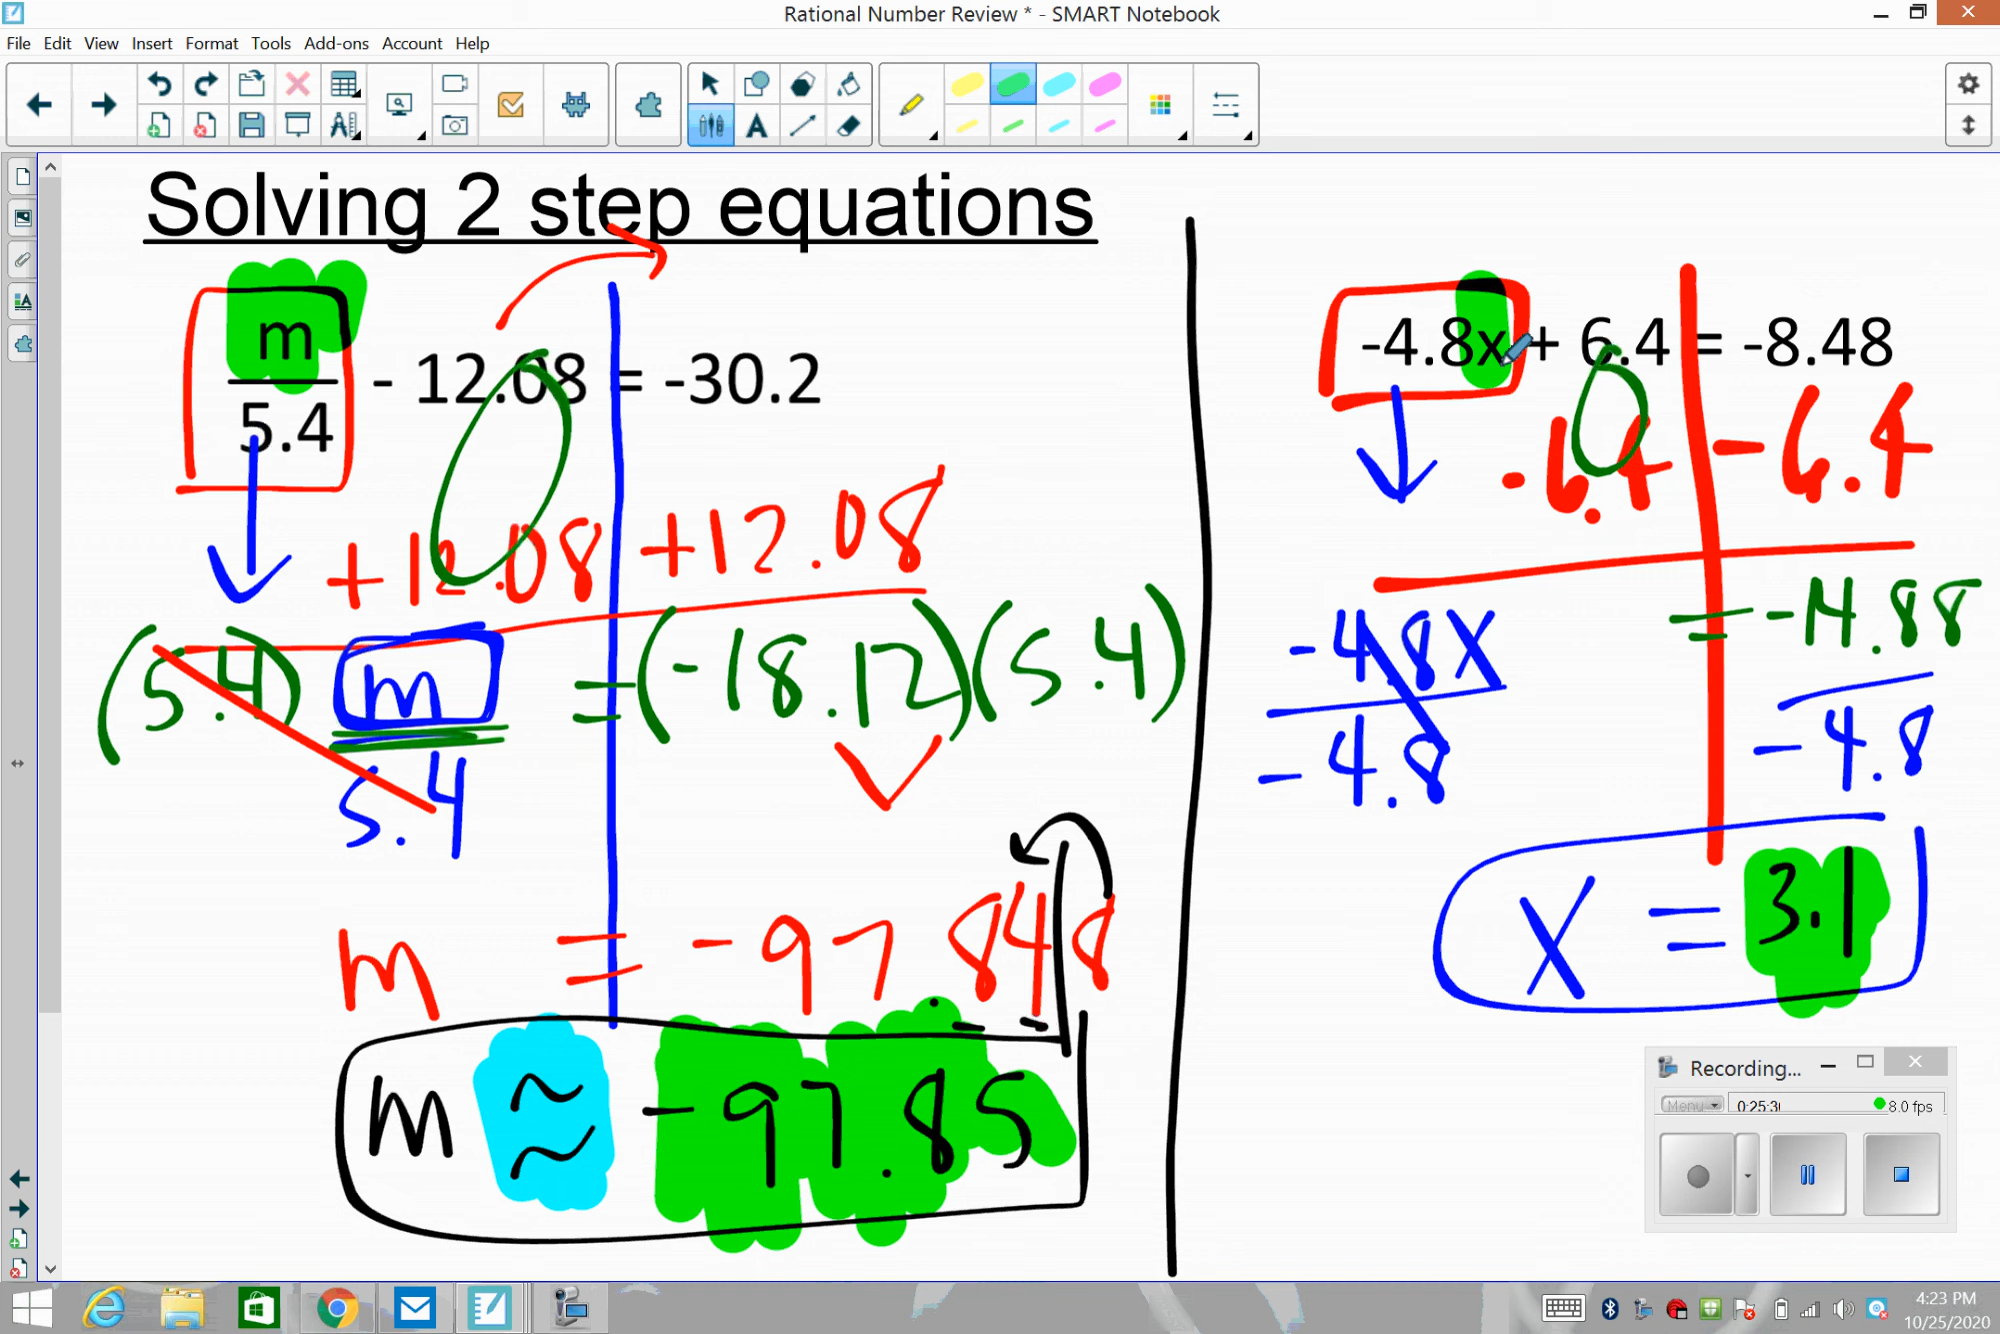 Rational Number Review * - SMART Notebook
File Edit View Insert Format Tools Add-ons Account Help
Solving 2 step equations
m
- 12.08 = -30.2
5.4
+12.08 +12.08
(5.4) m = (-18.12)(5.4)
5.4
m = -97.848
m ≈ -97.85
-4.8x + 6.4 = -8.48
-6.4 -6.4
-4.8x = -14.88
-4.8 -4.8
x = 3.1
Recording...
Menu 0:25:3 8.0 fps
4:23 PM
10/25/2020